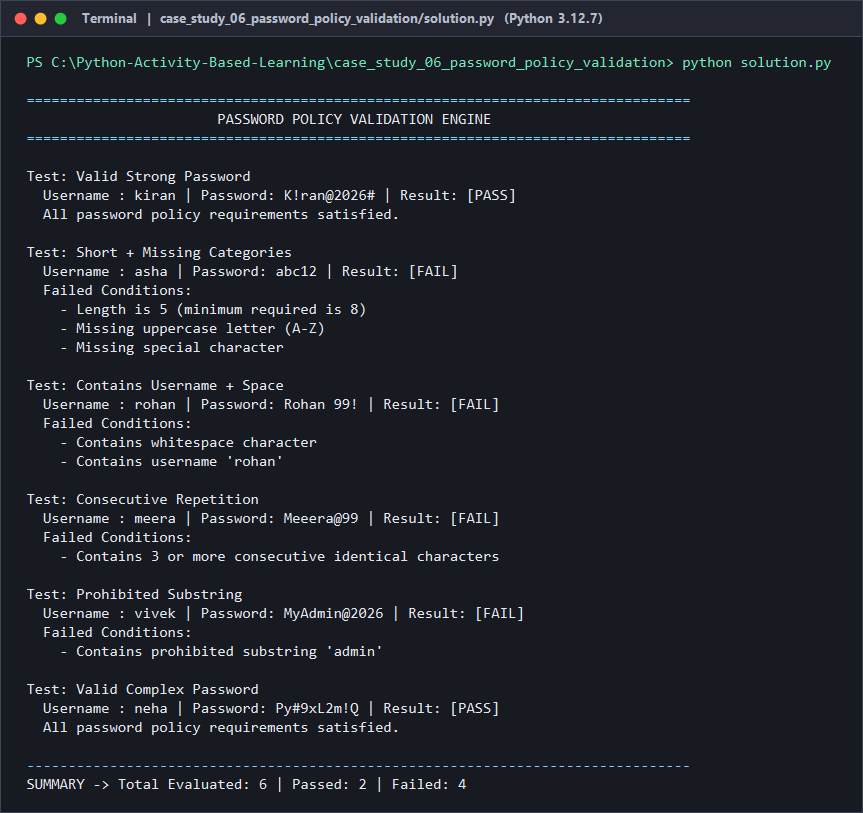 Terminal | case_study_06_password_policy_validation/solution.py (Python 3.12.7)
PS C:\Python-Activity-Based-Learning\case_study_06_password_policy_validation> python solution.py
================================================================================
PASSWORD POLICY VALIDATION ENGINE
================================================================================
Test: Valid Strong Password
Username : kiran | Password: K!ran@2026# | Result: [PASS]
All password policy requirements satisfied.
Test: Short + Missing Categories
Username : asha | Password: abc12 | Result: [FAIL]
Failed Conditions:
- Length is 5 (minimum required is 8)
- Missing uppercase letter (A-Z)
- Missing special character
Test: Contains Username + Space
Username : rohan | Password: Rohan 99! | Result: [FAIL]
Failed Conditions:
- Contains whitespace character
- Contains username 'rohan'
Test: Consecutive Repetition
Username : meera | Password: Meeera@99 | Result: [FAIL]
Failed Conditions:
- Contains 3 or more consecutive identical characters
Test: Prohibited Substring
Username : vivek | Password: MyAdmin@2026 | Result: [FAIL]
Failed Conditions:
- Contains prohibited substring 'admin'
Test: Valid Complex Password
Username : neha | Password: Py#9xL2m!Q | Result: [PASS]
All password policy requirements satisfied.
--------------------------------------------------------------------------------
SUMMARY -> Total Evaluated: 6 | Passed: 2 | Failed: 4